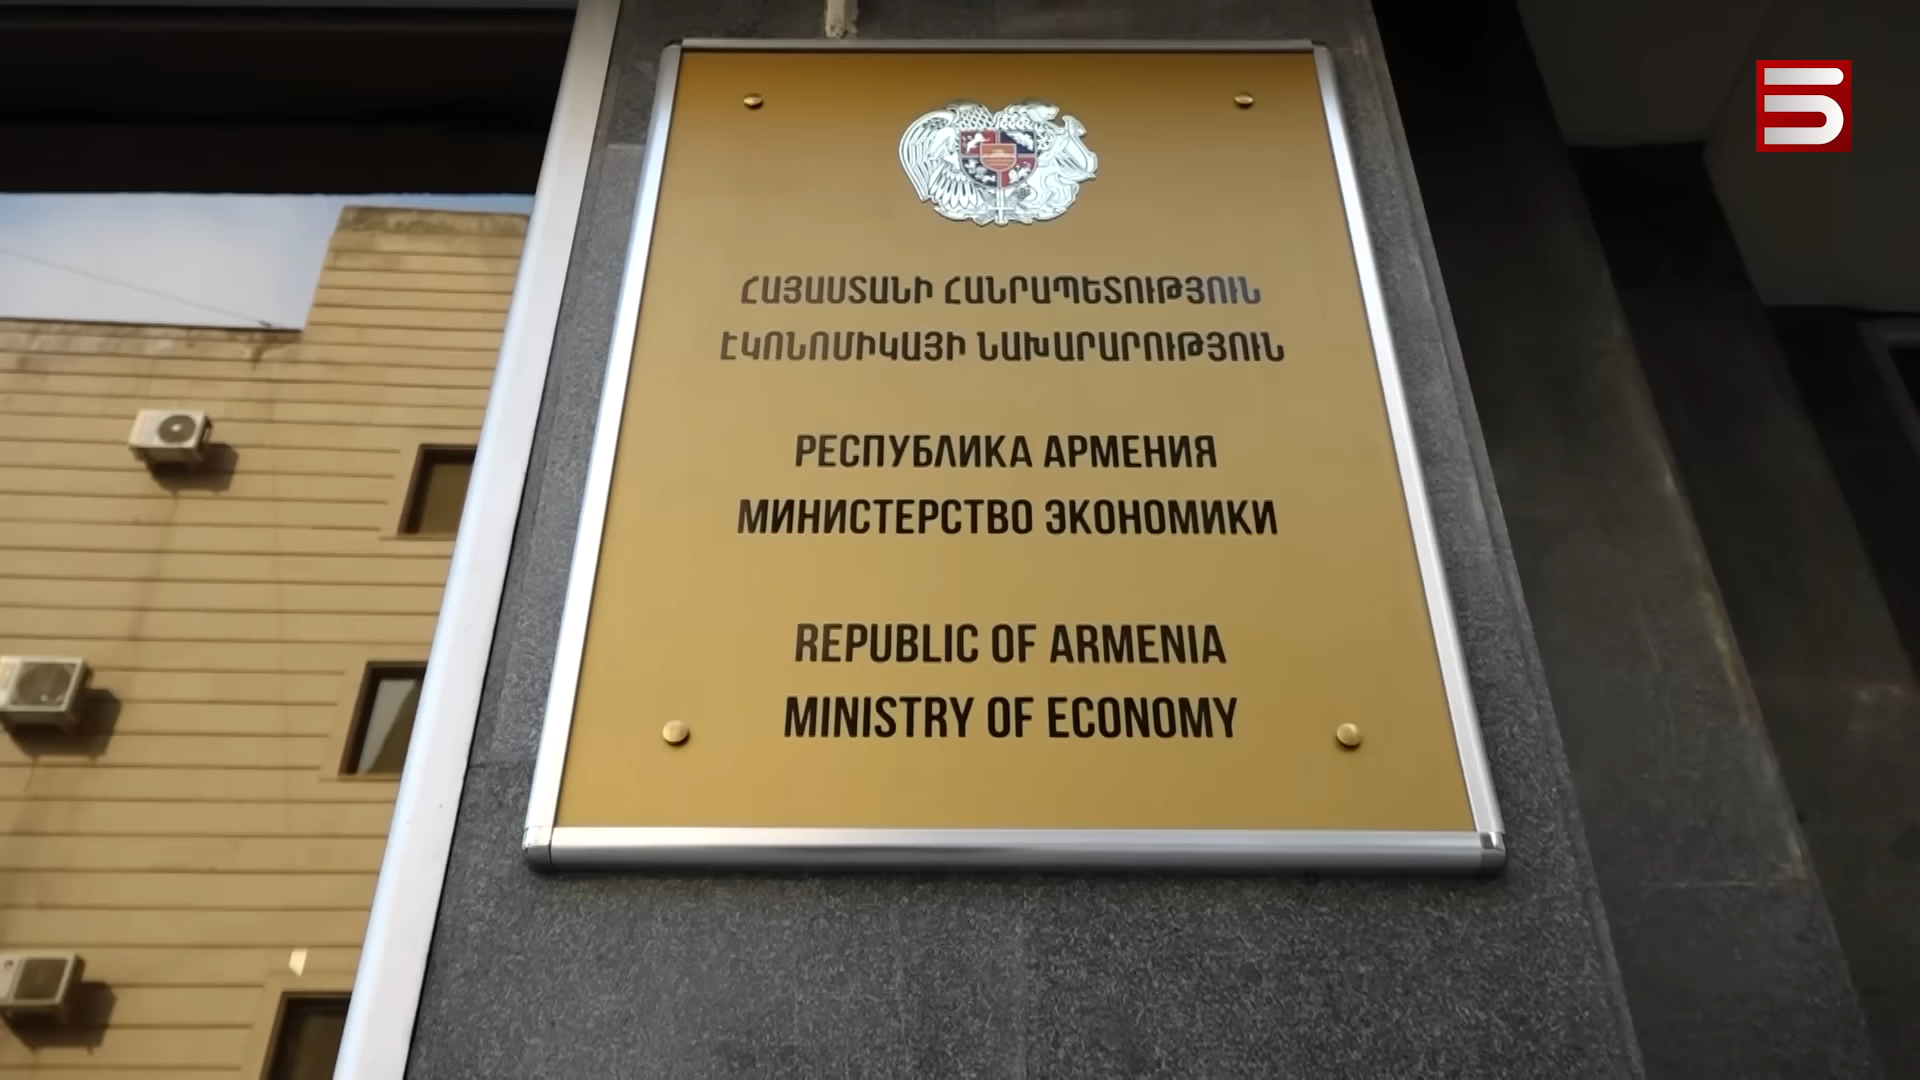 5
ՀԱՅԱՍՏԱՆԻ ՀԱՆՐԱՊԵՏՈՒԹՅՈՒՆ
ԷԿՈՆՈՄԻԿԱՅԻ ՆԱԽԱՐԱՐՈՒԹՅՈՒՆ
РЕСПУБЛИКА АРМЕНИЯ
МИНИСТЕРСТВО ЭКОНОМИКИ
REPUBLIC OF ARMENIA
MINISTRY OF ECONOMY